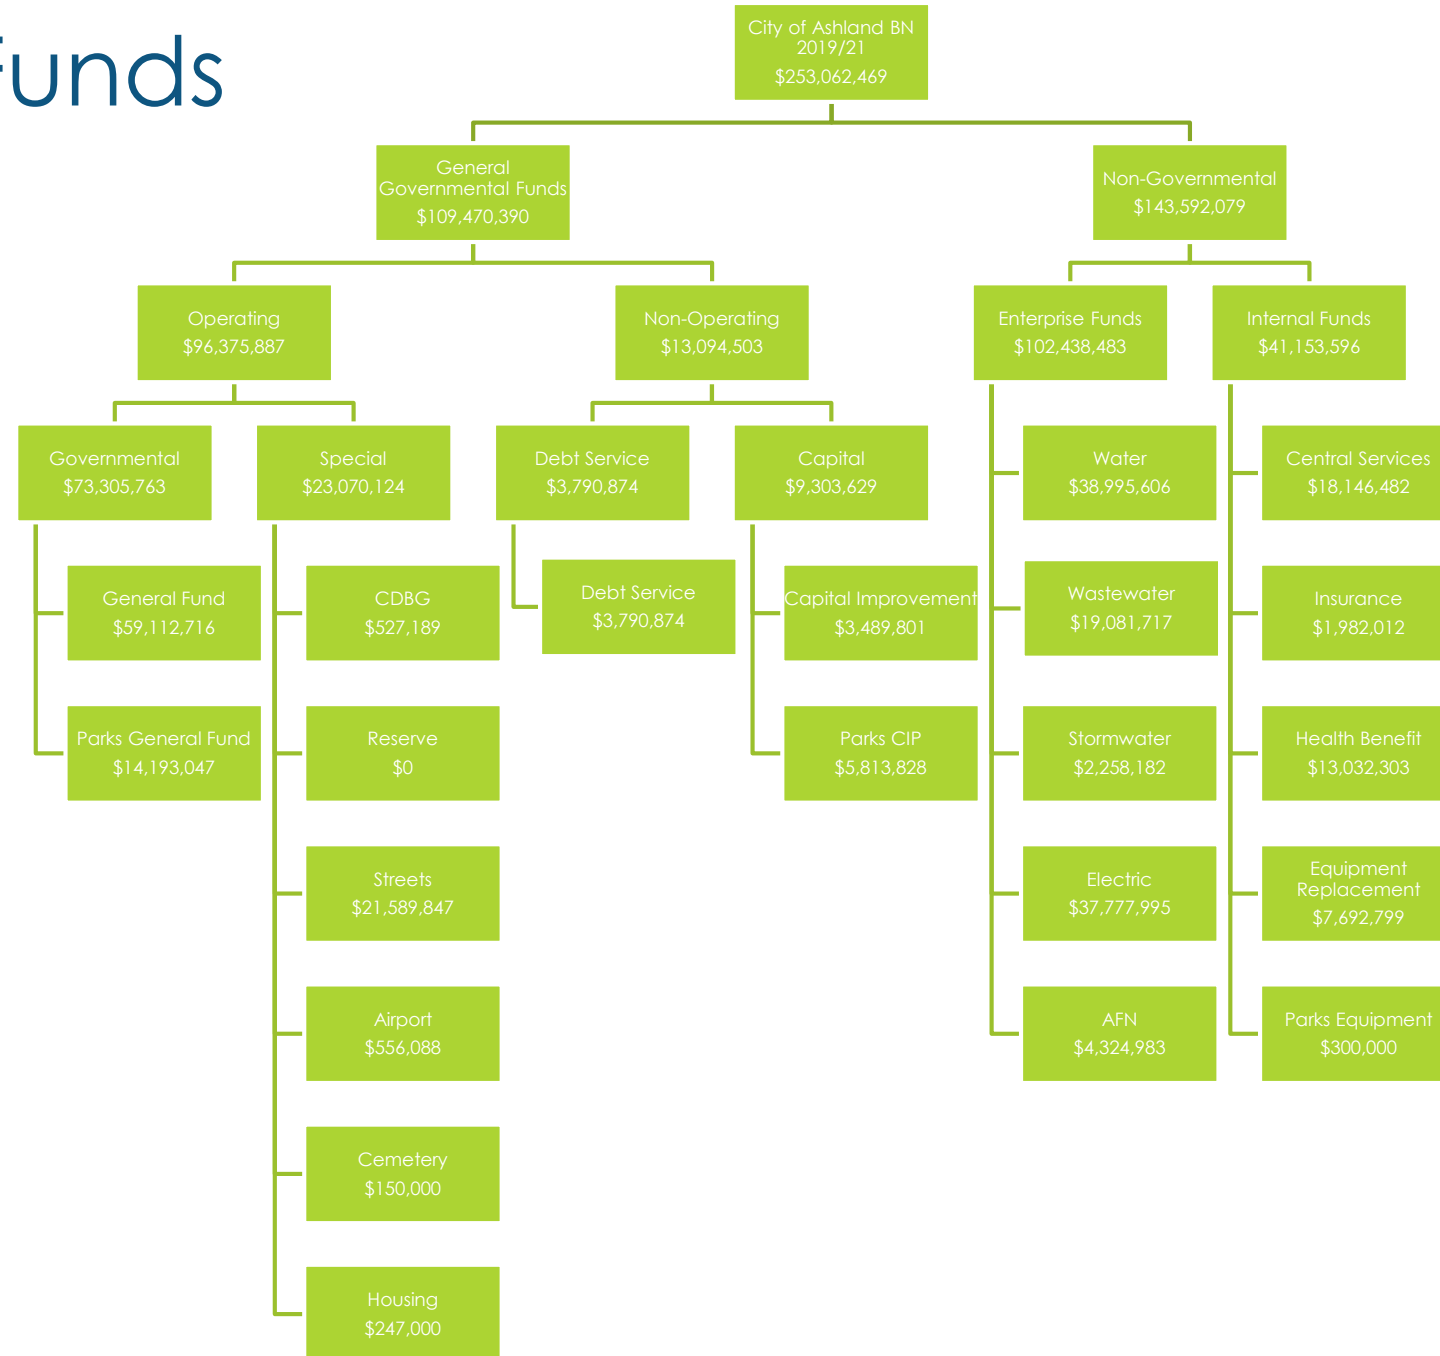 Funds
City of Ashland BN
2019/21
$253,062,469
General
Governmental Funds
$109,470,390
Non-Governmental
$143,592,079
Operating
$96,375,887
Non-Operating
$13,094,503
Enterprise Funds
$102,438,483
Internal Funds
$41,153,596
Governmental
$73,305,763
Special
$23,070,124
Debt Service
$3,790,874
Capital
$9,303,629
Water
$38,995,606
Central Services
$18,146,482
General Fund
$59,112,716
CDBG
$527,189
Debt Service
$3,790,874
Capital Improvement
$3,489,801
Wastewater
$19,081,717
Insurance
$1,982,012
Parks General Fund
$14,193,047
Reserve
$0
Parks CIP
$5,813,828
Stormwater
$2,258,182
Health Benefit
$13,032,303
Streets
$21,589,847
Electric
$37,777,995
Equipment
Replacement
$7,692,799
Airport
$556,088
AFN
$4,324,983
Parks Equipment
$300,000
Cemetery
$150,000
Housing
$247,000